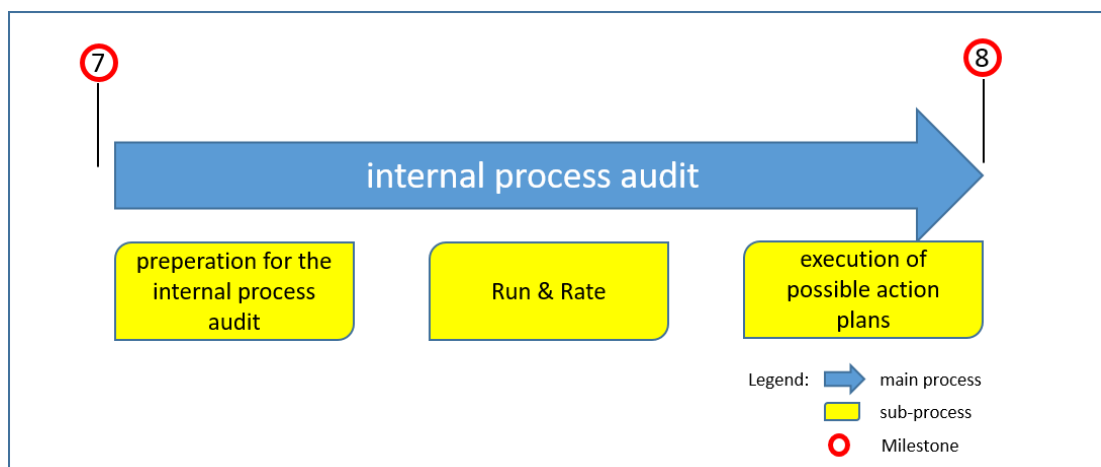 7
8
internal process audit
preperation for the
internal process
audit
Run & Rate
execution of
possible action
plans
Legend:
main process
sub-process
Milestone